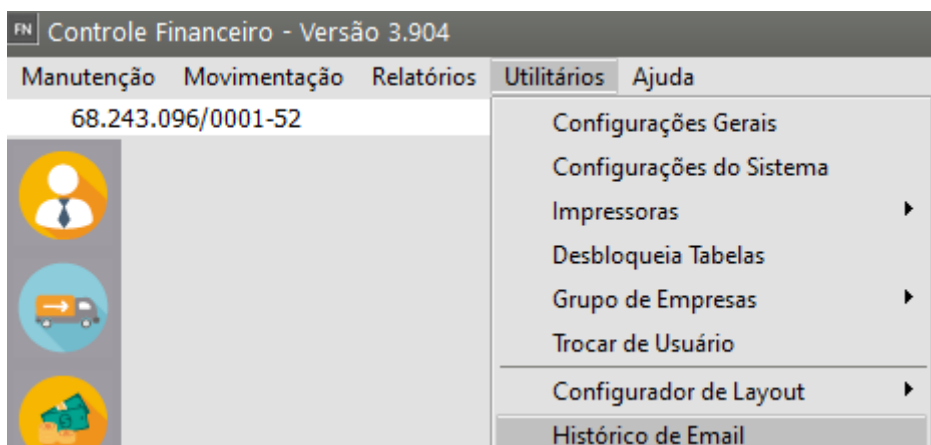 FN Controle Financeiro - Versão 3.904
Manutenção Movimentação Relatórios Utilitários Ajuda
68.243.096/0001-52
Configurações Gerais
Configurações do Sistema
Impressoras
Desbloqueia Tabelas
Grupo de Empresas
Trocar de Usuário
Configurador de Layout
Histórico de Email